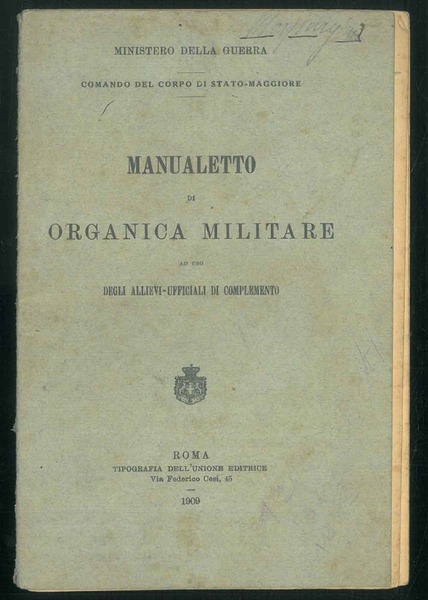 MINISTERO DELLA GUERRA
COMANDO DEL CORPO DI STATO-MAGGIORE
MANUALETTO
DI
ORGANICA MILITARE
AD USO
DEGLI ALLIEVI-UFFICIALI DI COMPLEMENTO
ROMA
TIPOGRAFIA DELL'UNIONE EDITRICE
Via Federico Cesi, 45
1909